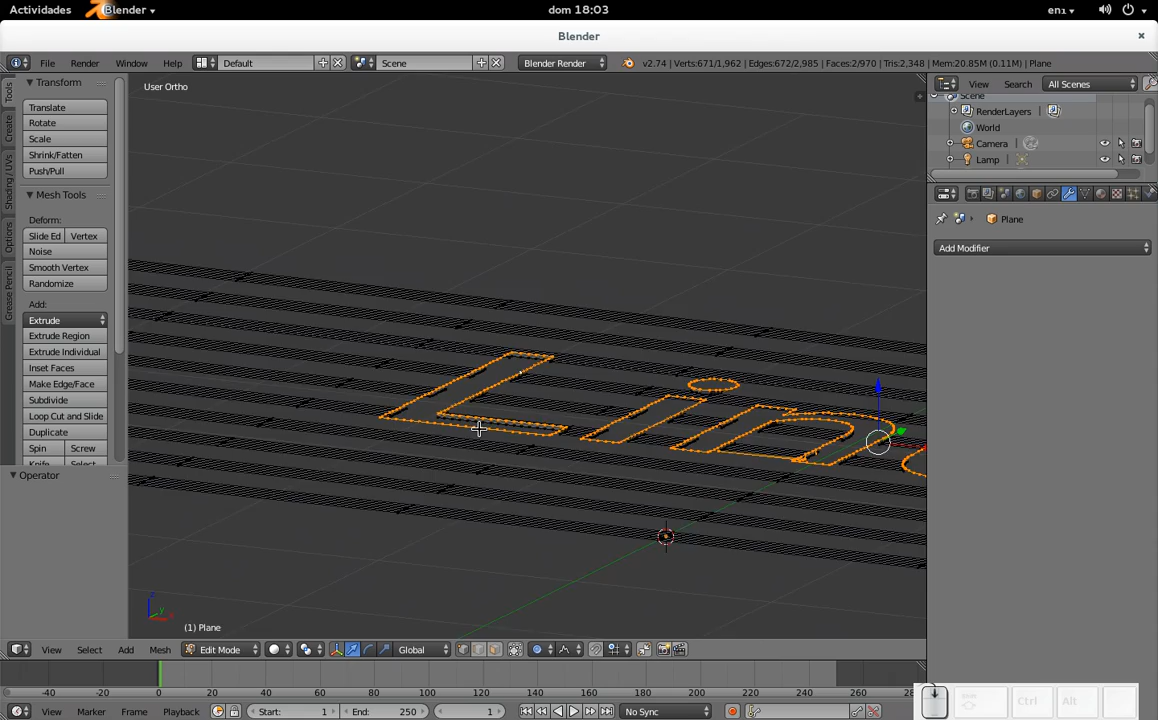 Actividades Blender dom 18:03 en1
Blender
File Render Window Help Default Scene Blender Render v2.74 | Verts:671/1,962 | Edges:672/2,985 | Faces:2/970 | Tris:2,348 | Mem:20.85M (0.11M) | Plane
Tools
Create
Shading / UVs
Options
Grease Pencil
Transform
Translate
Rotate
Scale
Shrink/Fatten
Push/Pull
Mesh Tools
Deform:
Slide Ed Vertex
Noise
Smooth Vertex
Randomize
Add:
Extrude
Extrude Region
Extrude Individual
Inset Faces
Make Edge/Face
Subdivide
Loop Cut and Slide
Duplicate
Spin Screw
Knife Select
Operator
User Ortho
Lin
z
y
x
(1) Plane
View Search All Scenes
Scene
RenderLayers
World
Camera
Lamp
Plane
Add Modifier
View Select Add Mesh Edit Mode Global
-40 -20 0 20 40 60 80 100 120 140 160 180 200 220 240 260
View Marker Frame Playback Start: 1 End: 250 1 No Sync
Shift Ctrl Alt